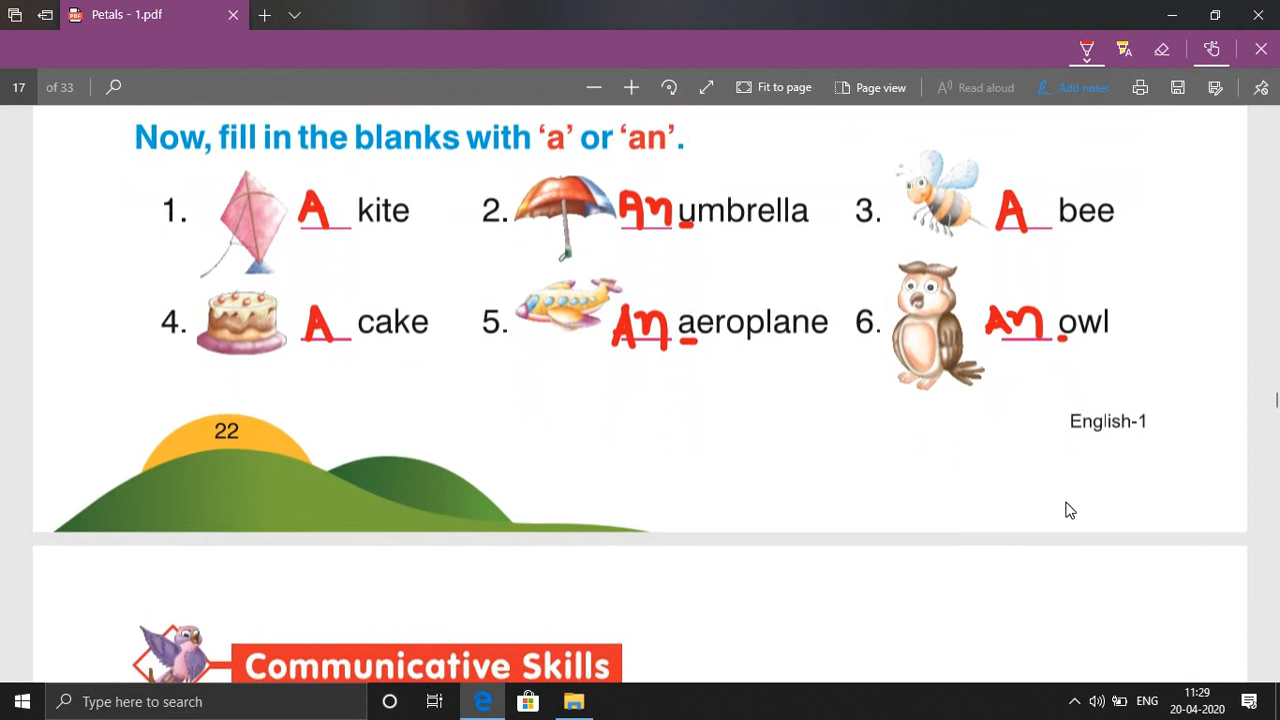 Petals - 1.pdf
17 of 33 Fit to page Page view Read aloud Add notes
Now, fill in the blanks with ‘a’ or ‘an’.
1. A kite 2. An umbrella 3. A bee
4. A cake 5. An aeroplane 6. An owl
22
English-1
Communicative Skills
Type here to search ENG 11:29
20-04-2020